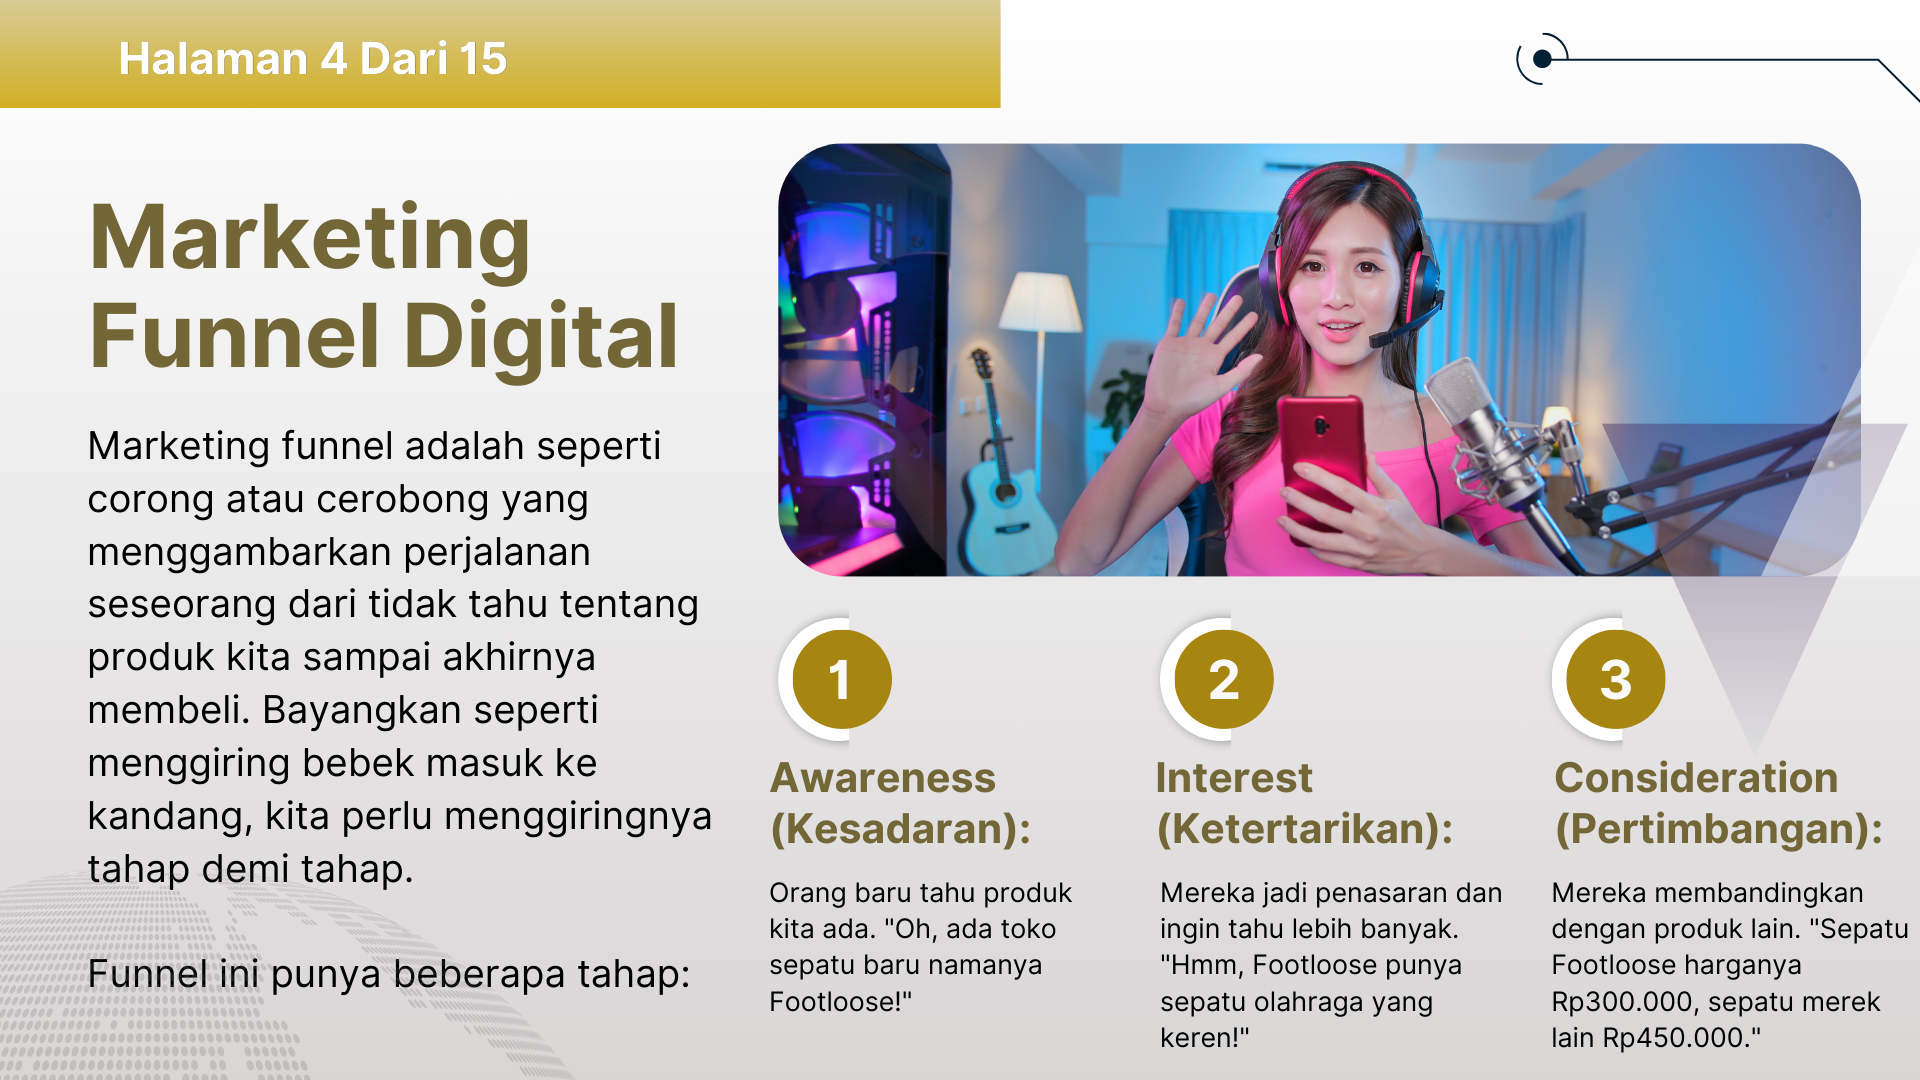 Halaman 4 Dari 15
Marketing
Funnel Digital
Marketing funnel adalah seperti
corong atau cerobong yang
menggambarkan perjalanan
seseorang dari tidak tahu tentang
produk kita sampai akhirnya
membeli. Bayangkan seperti
menggiring bebek masuk ke
kandang, kita perlu menggiringnya
tahap demi tahap.
Funnel ini punya beberapa tahap:
1
Awareness
(Kesadaran):
Orang baru tahu produk
kita ada. "Oh, ada toko
sepatu baru namanya
Footloose!"
2
Interest
(Ketertarikan):
Mereka jadi penasaran dan
ingin tahu lebih banyak.
"Hmm, Footloose punya
sepatu olahraga yang
keren!"
3
Consideration
(Pertimbangan):
Mereka membandingkan
dengan produk lain. "Sepatu
Footloose harganya
Rp300.000, sepatu merek
lain Rp450.000."